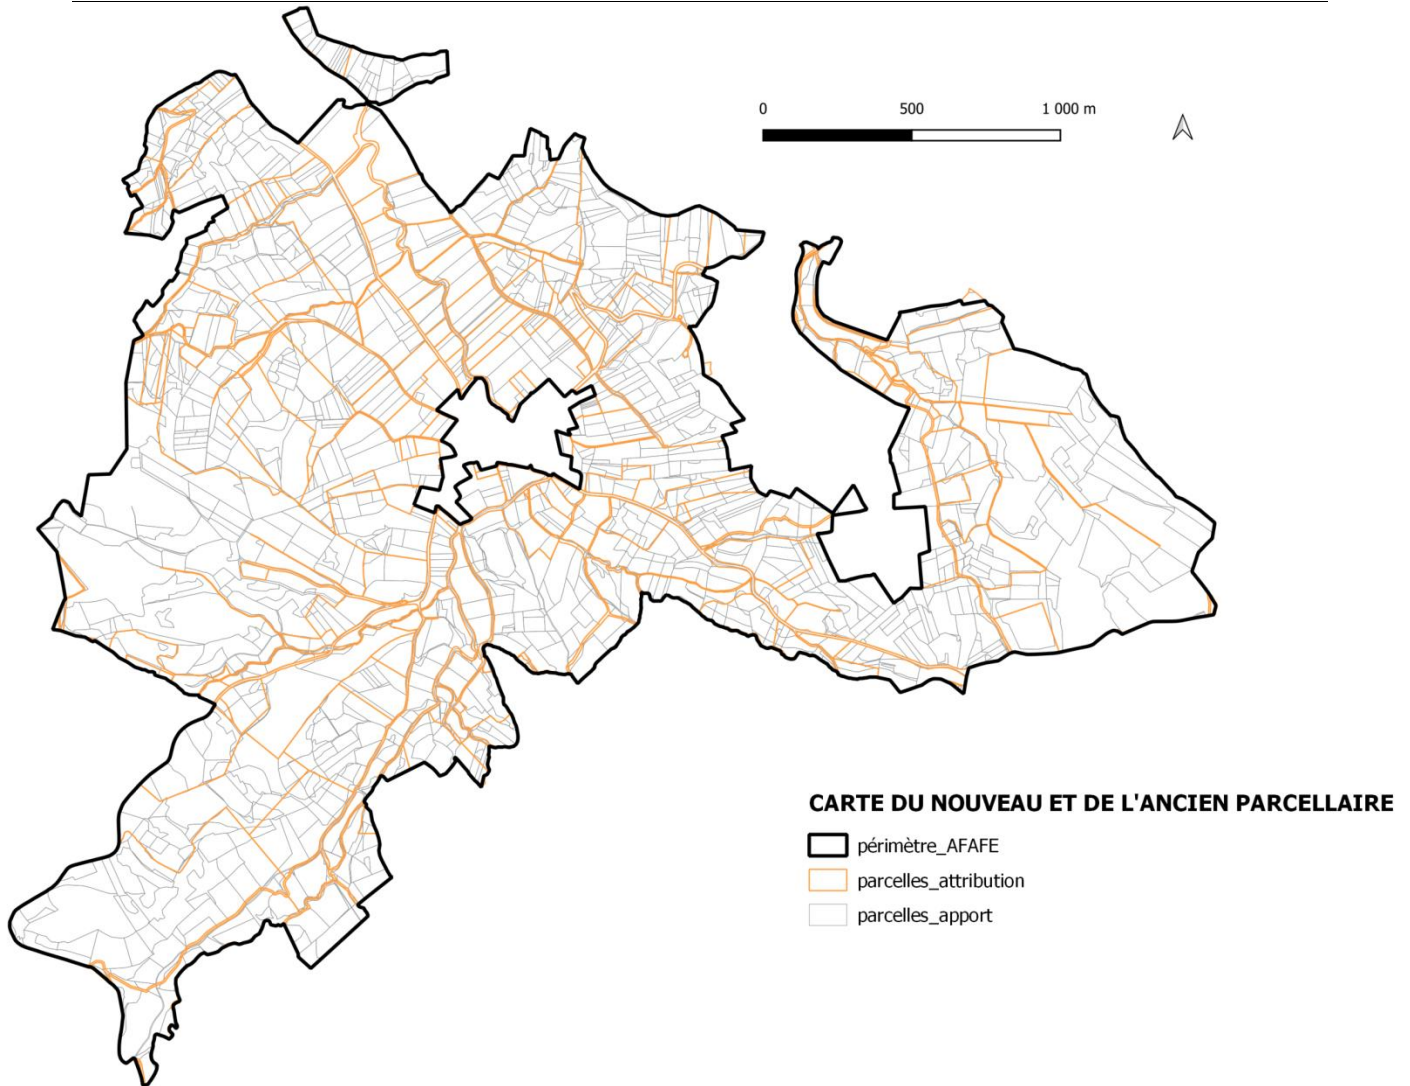 0 500 1 000 m
CARTE DU NOUVEAU ET DE L'ANCIEN PARCELLAIRE
périmètre_AFAFE
parcelles_attribution
parcelles_apport